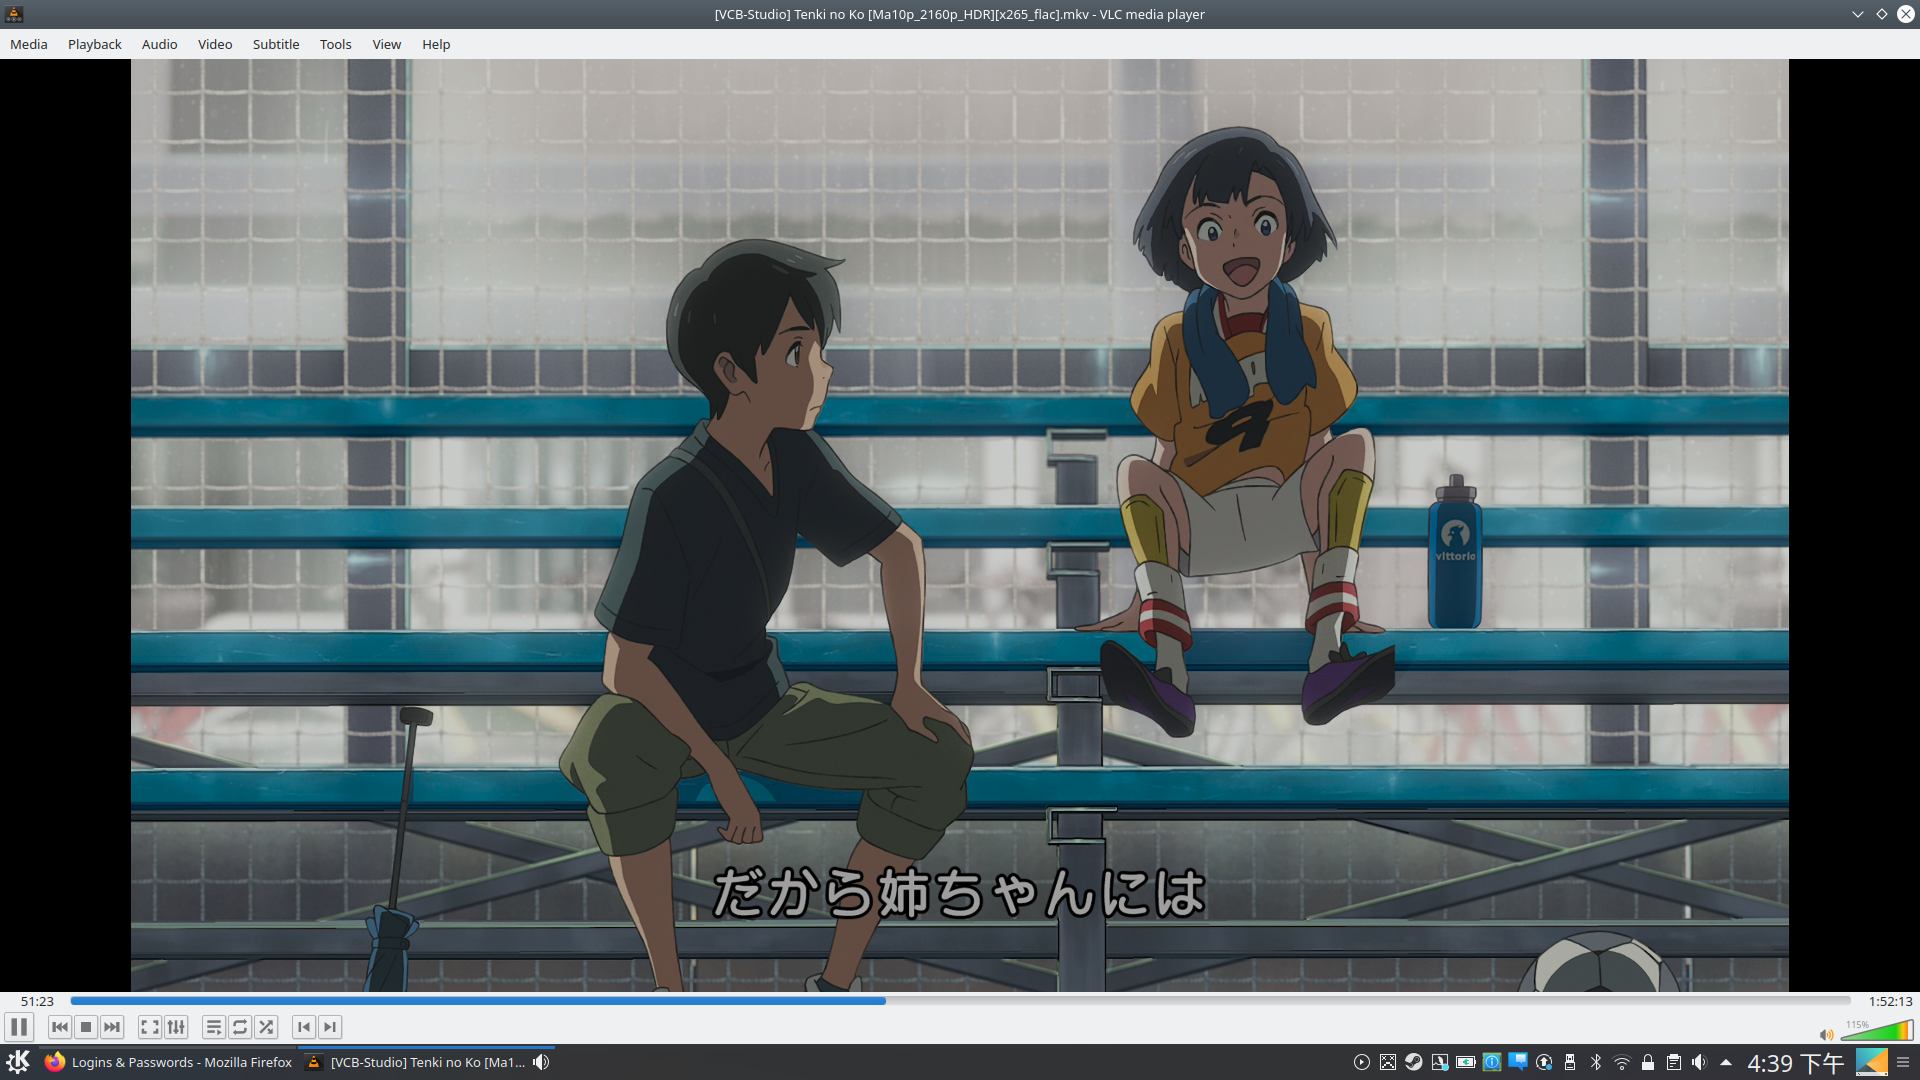 [VCB-Studio] Tenki no Ko [Ma10p_2160p_HDR][x265_flac].mkv - VLC media player
Media Playback Audio Video Subtitle Tools View Help
9
vittorio
だから姉ちゃんには
51:23
1:52:13
115%
Logins & Passwords - Mozilla Firefox
[VCB-Studio] Tenki no Ko [Ma1...
4:39 下午